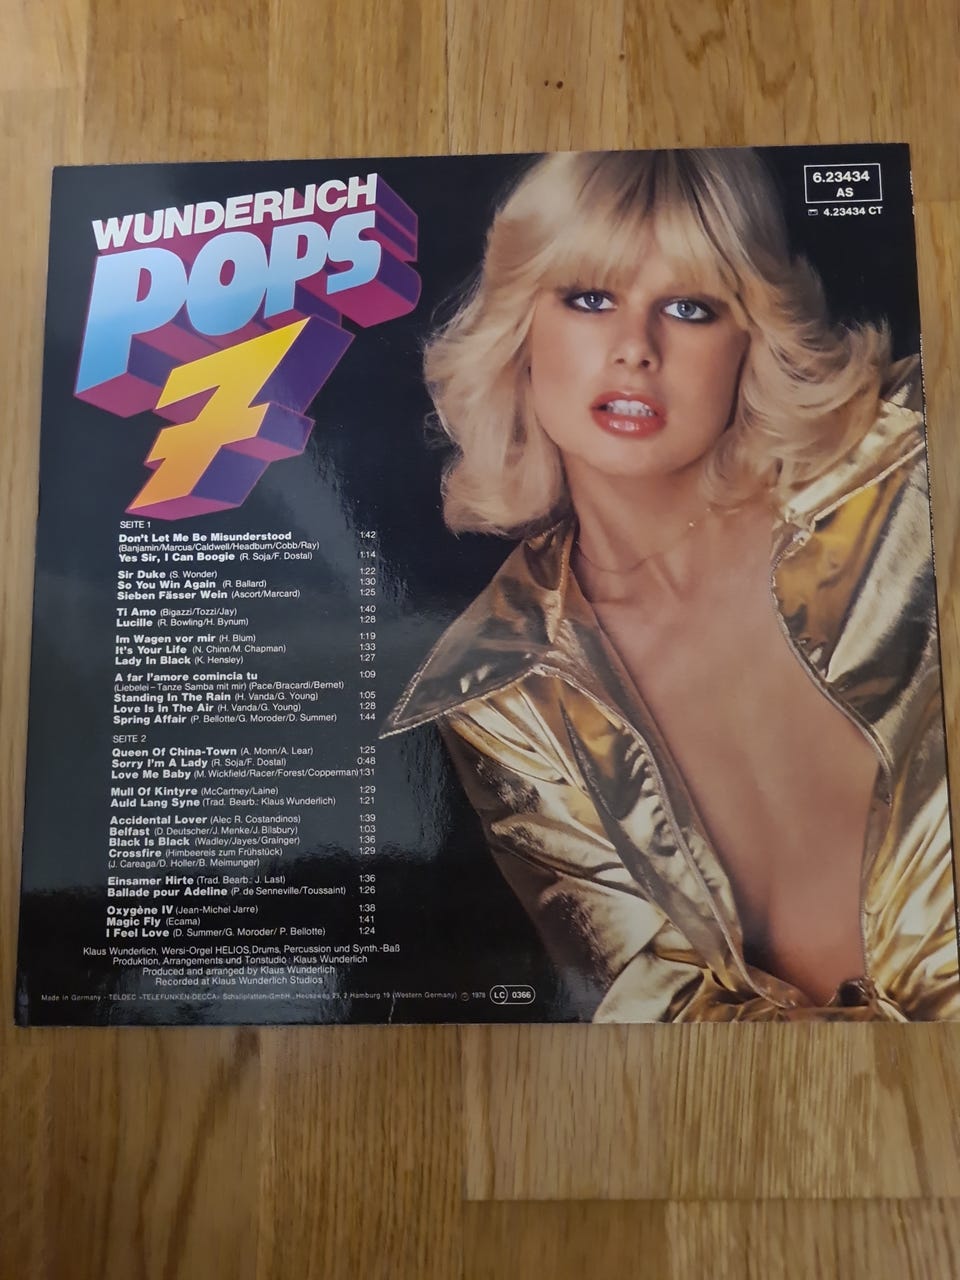 WUNDERLICH
POPS
7
6.23434
AS
4.23434 CT
SEITE 1
Don't Let Me Be Misunderstood 1:42
(Banjamin/Marcus/Caldwell/Headburn/Cobb/Ray)
Yes Sir, I Can Boogie (R. Soja/F. Dostal) 1:14
Sir Duke (S. Wonder) 1:22
So You Win Again (R. Ballard) 1:30
Sieben Fässer Wein (Ascort/Marcard) 1:25
Ti Amo (Bigazzi/Tozzi/Jay) 1:40
Lucille (R. Bowling/H. Bynum) 1:28
Im Wagen vor mir (H. Blum) 1:19
It's Your Life (N. Chinn/M. Chapman) 1:33
Lady In Black (K. Hensley) 1:27
A far l'amore comincia tu 1:09
(Liebelei – Tanze Samba mit mir) (Pace/Bracardi/Bernet)
Standing In The Rain (H. Vanda/G. Young) 1:05
Love Is In The Air (H. Vanda/G. Young) 1:28
Spring Affair (P. Bellotte/G. Moroder/D. Summer) 1:44
SEITE 2
Queen Of China-Town (A. Monn/A. Lear) 1:25
Sorry I'm A Lady (R. Soja/F. Dostal) 0:48
Love Me Baby (M. Wickfield/Racer/Forest/Copperman) 1:31
Mull Of Kintyre (McCartney/Laine) 1:29
Auld Lang Syne (Trad. Bearb.: Klaus Wunderlich) 1:21
Accidental Lover (Alec R. Costandinos) 1:39
Belfast (D. Deutscher/J. Menke/J. Bilsbury) 1:03
Black Is Black (Wadley/Jayes/Grainger) 1:36
Crossfire (Himbeereis zum Frühstück) 1:29
(J. Careaga/D. Holler/B. Meimunger)
Einsamer Hirte (Trad. Bearb.: J. Last) 1:36
Ballade pour Adeline (P. de Senneville/Toussaint) 1:26
Oxygène IV (Jean-Michel Jarre) 1:38
Magic Fly (Ecama) 1:41
I Feel Love (D. Summer/G. Moroder/ P. Bellotte) 1:24
Klaus Wunderlich, Wersi-Orgel HELIOS, Drums, Percussion und Synth.-Baß
Produktion, Arrangements und Tonstudio : Klaus Wunderlich
Produced and arranged by Klaus Wunderlich
Recorded at Klaus Wunderlich Studios
Made in Germany · TELDEC »TELEFUNKEN-DECCA« Schallplatten-GmbH., Heussweg 25, 2 Hamburg 19 (Western Germany) Ⓟ 1978 LC 0366